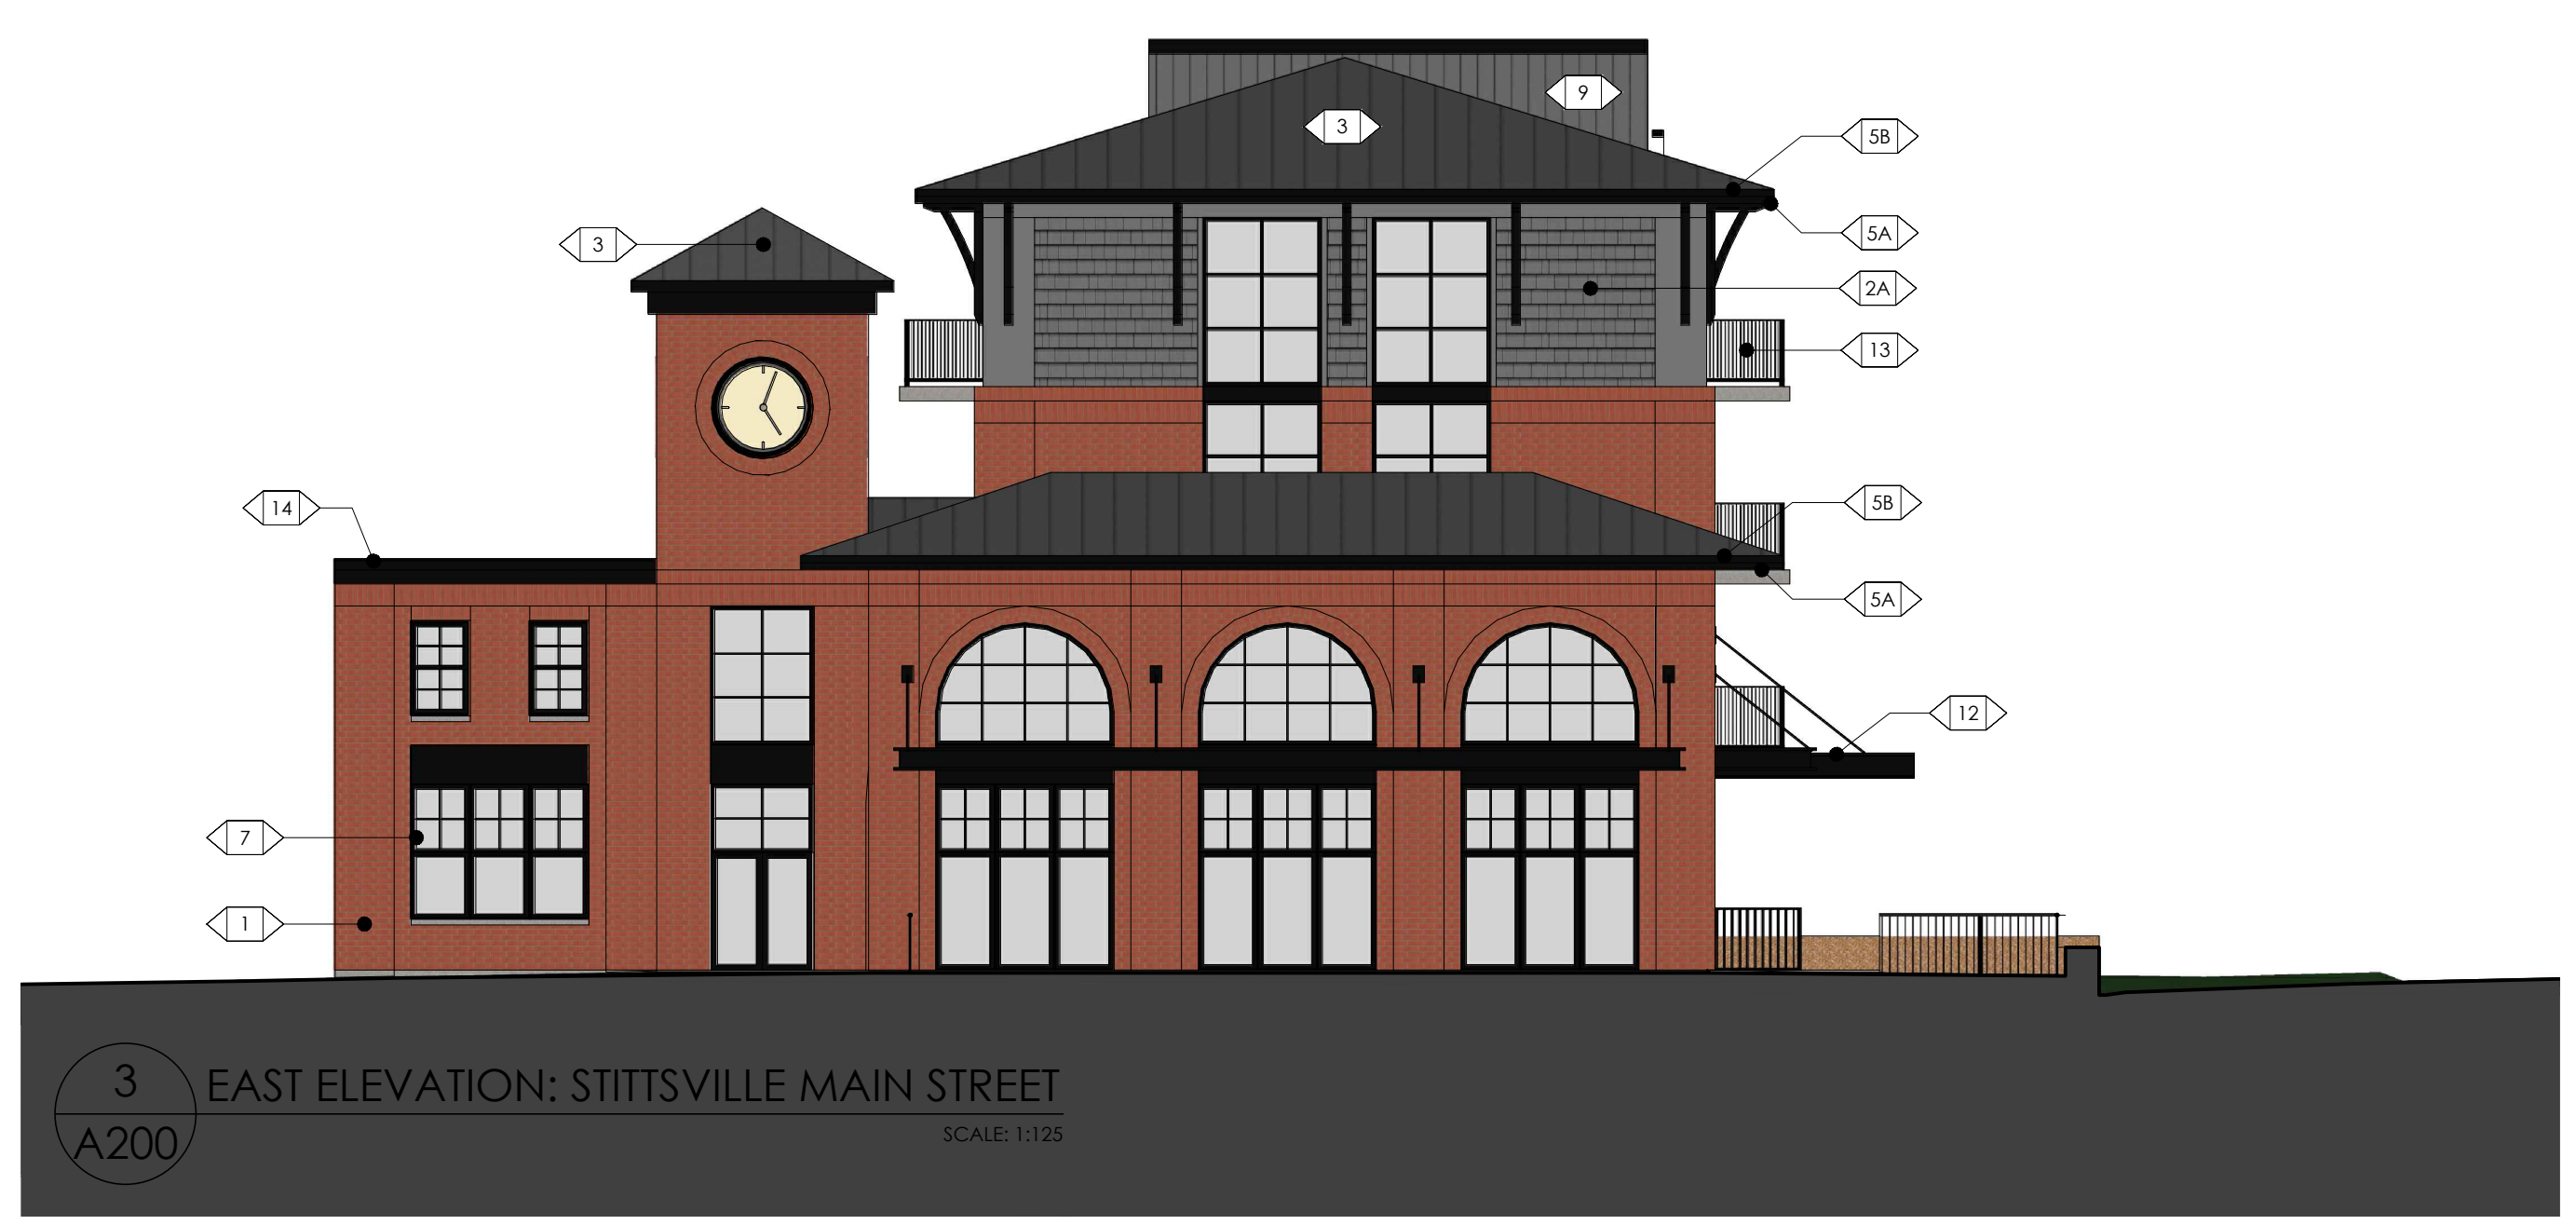 9
3
5B
3
5A
2A
13
14
5B
5A
12
7
1
3
EAST ELEVATION: STITTSVILLE MAIN STREET
A200
SCALE: 1:125